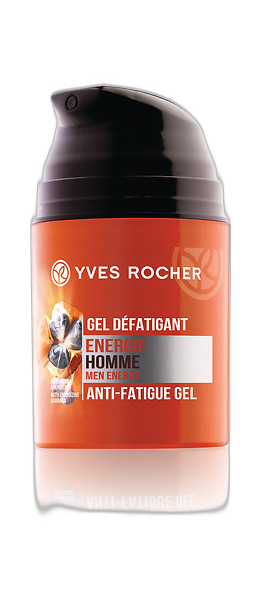 YVES ROCHER
GEL DÉFATIGANT
ENERGIE
HOMME
MEN ENERGY
ANTI-FATIGUE GEL